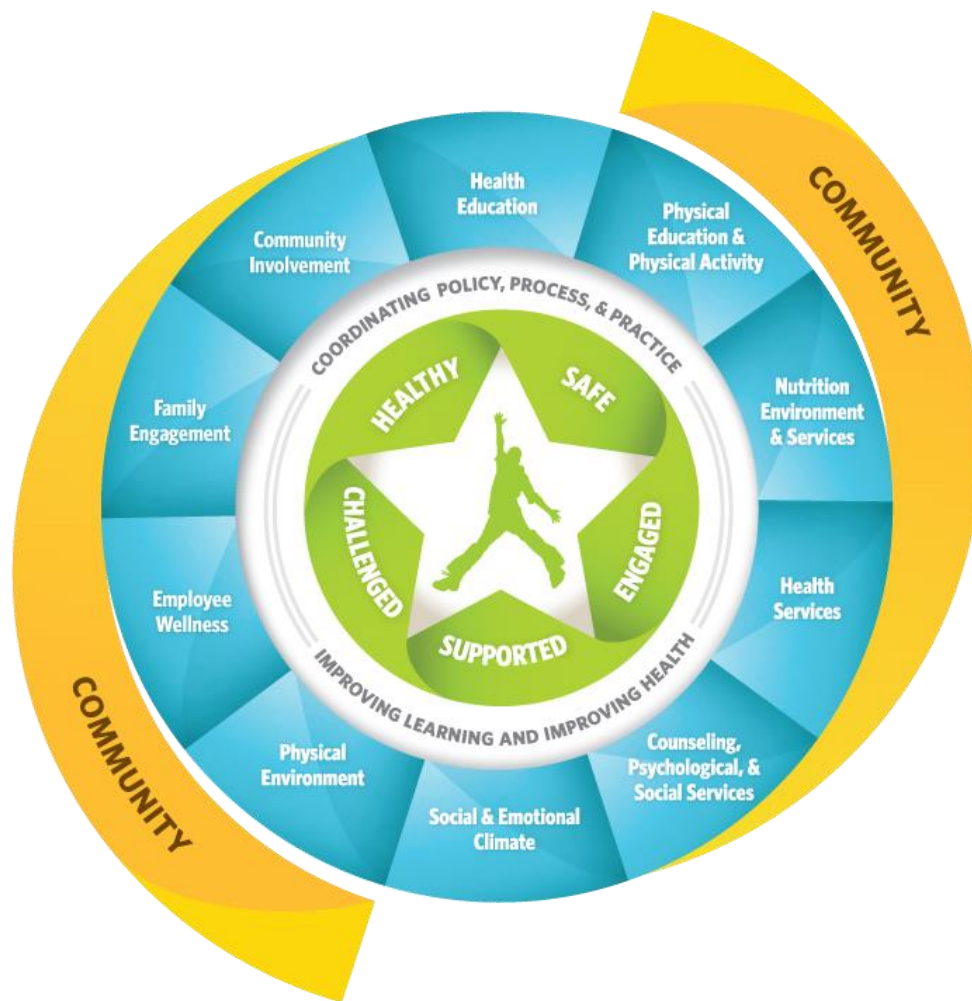 COMMUNITY
Health
Education
Physical
Education &
Physical Activity
Nutrition
Environment
& Services
Health
Services
Counseling,
Psychological, &
Social Services
Social & Emotional
Climate
Physical
Environment
Employee
Wellness
Family
Engagement
Community
Involvement
COORDINATING POLICY, PROCESS, & PRACTICE
IMPROVING LEARNING AND IMPROVING HEALTH
HEALTHY
SAFE
ENGAGED
SUPPORTED
CHALLENGED
COMMUNITY